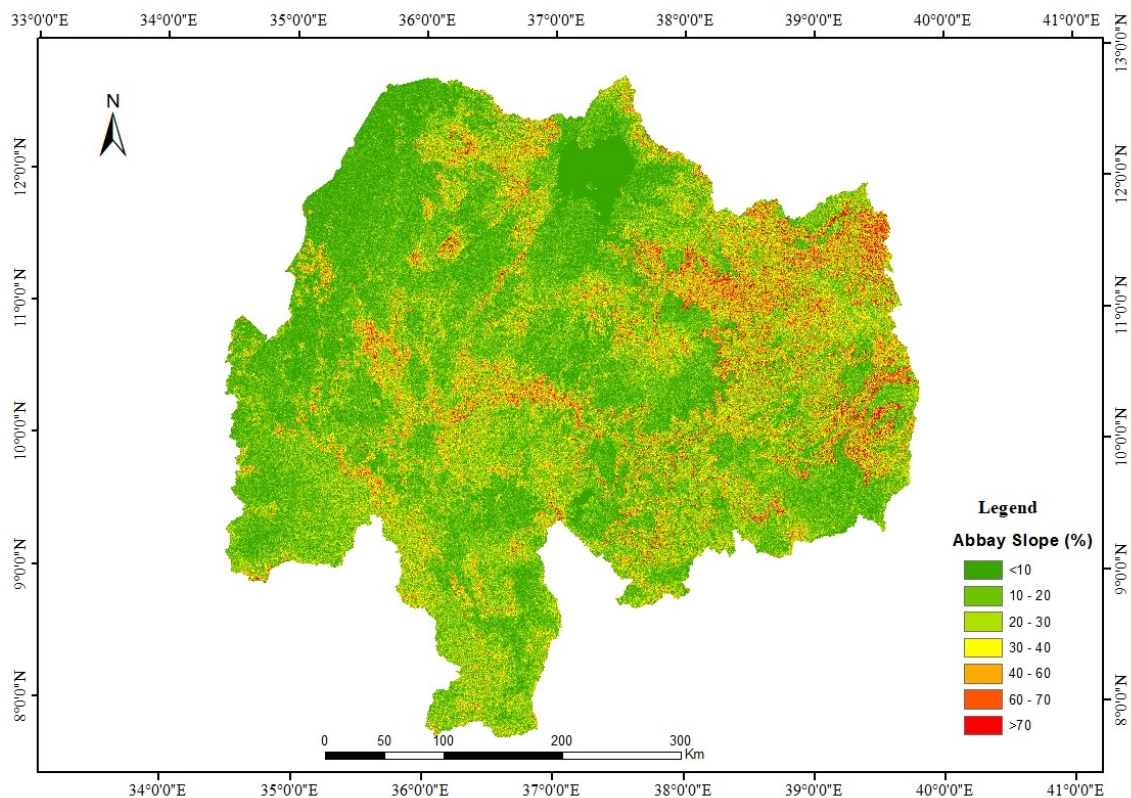 33°0'0"E 34°0'0"E 35°0'0"E 36°0'0"E 37°0'0"E 38°0'0"E 39°0'0"E 40°0'0"E 41°0'0"E
13°0'0"N
N
12°0'0"N 12°0'0"N
11°0'0"N 11°0'0"N
10°0'0"N 10°0'0"N
9°0'0"N 9°0'0"N
8°0'0"N 8°0'0"N
Legend
Abbay Slope (%)
<10
10 - 20
20 - 30
30 - 40
40 - 60
60 - 70
>70
0 50 100 200 300
Km
34°0'0"E 35°0'0"E 36°0'0"E 37°0'0"E 38°0'0"E 39°0'0"E 40°0'0"E 41°0'0"E